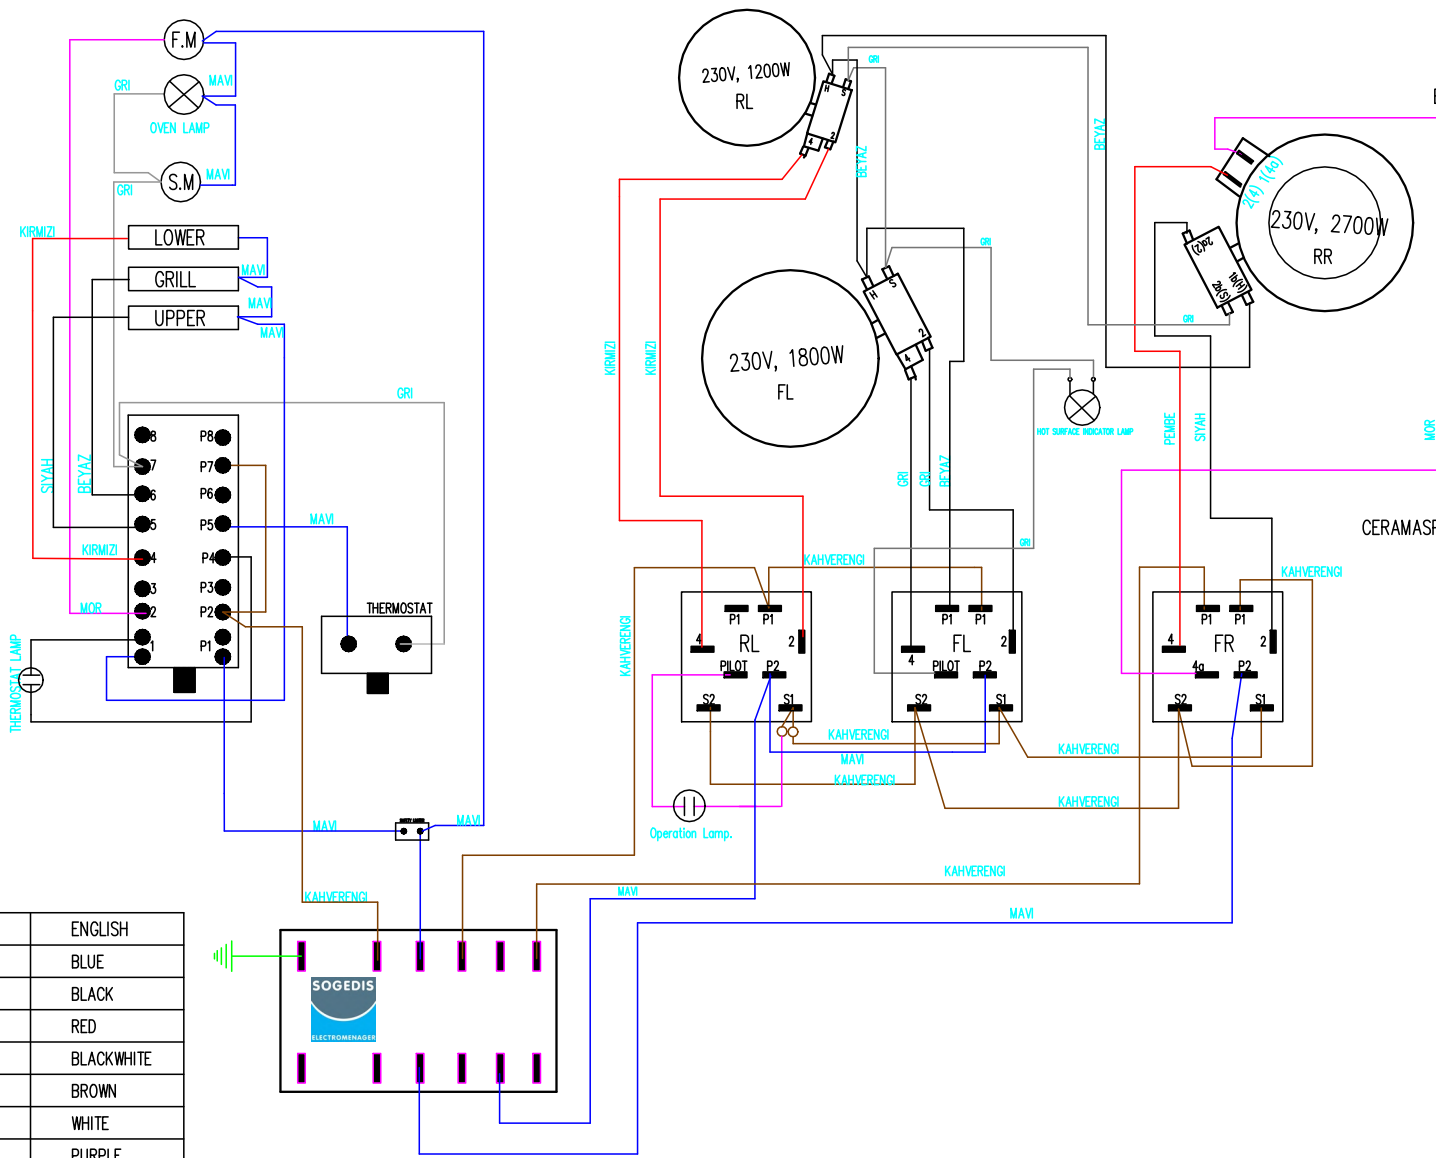 F.M
GRI
MAVI
OVEN LAMP
S.M
MAVI
GRI
KIRMIZI
LOWER
MAVI
GRILL
MAVI
UPPER
MAVI
GRI
SIYAH
BEYAZ
8
P8
7
P7
6
P6
5
P5
MAVI
KIRMIZI
4
P4
3
P3
MOR
2
P2
1
P1
THERMOSTAT
THERMOSTAT LAMP
MAVI
MAVI
KAHVERENGI
230V, 1200W
RL
H
S
4
2
GRI
BEYAZ
BEYAZ
230V, 1800W
FL
H
S
4
2
GRI
KIRMIZI
KIRMIZI
HOT SURFACE INDICATOR LAMP
GRI
GRI
BEYAZ
GRI
2(4) 1(4a)
230V, 2700W
RR
2a(2)
1b(H)
2b(S)
GRI
PEMBE
SIYAH
MOR
CERAMASP
KAHVERENGI
KAHVERENGI
KAHVERENGI
P1
P1
4
RL
2
PILOT
P2
S2
S1
P1
P1
4
FL
2
PILOT
P2
S2
S1
P1
P1
4
FR
2
4a
P2
S2
S1
KAHVERENGI
MAVI
KAHVERENGI
KAHVERENGI
KAHVERENGI
Operation Lamp.
KAHVERENGI
MAVI
MAVI
SOGEDIS
ELECTROMENAGER
ENGLISH
BLUE
BLACK
RED
BLACKWHITE
BROWN
WHITE
PURPLE